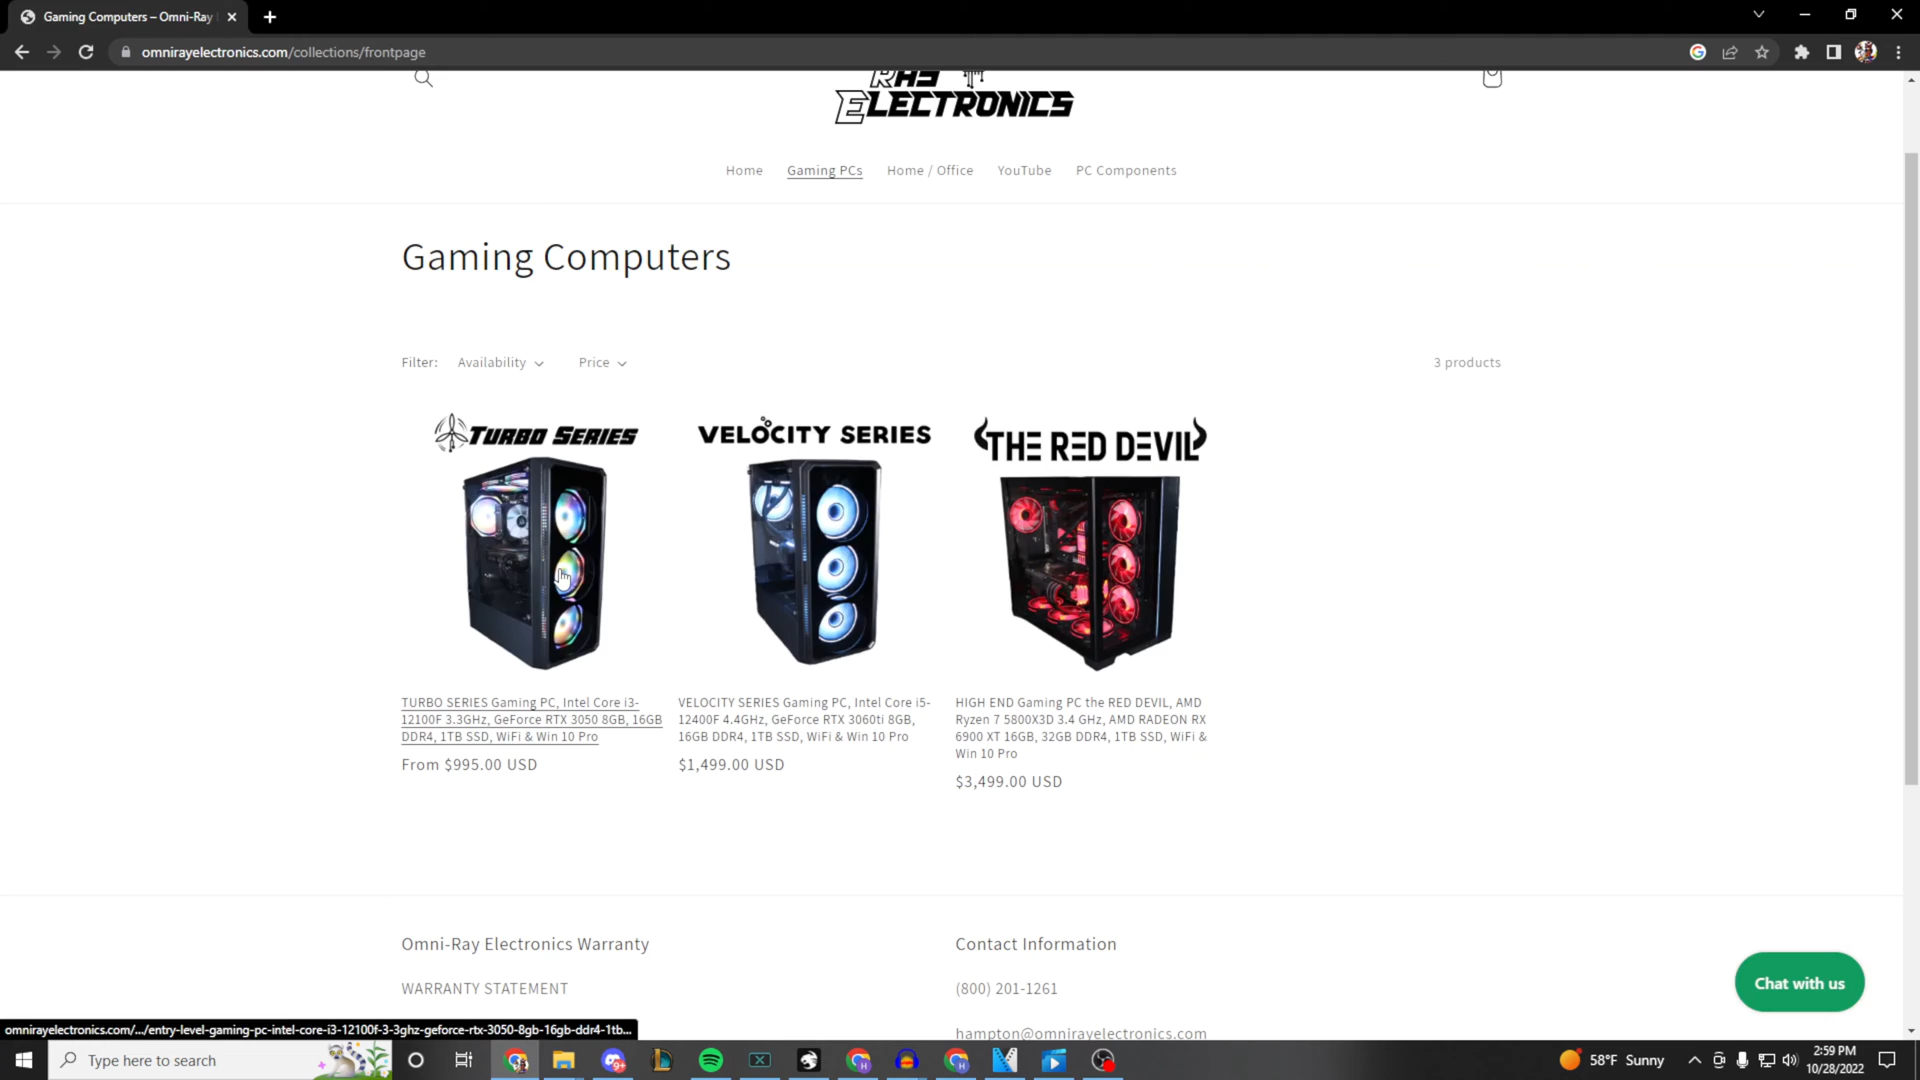 Gaming Computers – Omni-Ray
omnirayelectronics.com/collections/frontpage
RAY
ELECTRONICS
Home Gaming PCs Home / Office YouTube PC Components
Gaming Computers
Filter: Availability Price 3 products
TURBO SERIES
VELOCITY SERIES
THE RED DEVIL
TURBO SERIES Gaming PC, Intel Core i3-
12100F 3.3GHz, GeForce RTX 3050 8GB, 16GB
DDR4, 1TB SSD, WiFi & Win 10 Pro
From $995.00 USD
VELOCITY SERIES Gaming PC, Intel Core i5-
12400F 4.4GHz, GeForce RTX 3060ti 8GB,
16GB DDR4, 1TB SSD, WiFi & Win 10 Pro
$1,499.00 USD
HIGH END Gaming PC the RED DEVIL, AMD
Ryzen 7 5800X3D 3.4 GHz, AMD RADEON RX
6900 XT 16GB, 32GB DDR4, 1TB SSD, WiFi &
Win 10 Pro
$3,499.00 USD
Omni-Ray Electronics Warranty
WARRANTY STATEMENT
Contact Information
(800) 201-1261
hampton@omnirayelectronics.com
Chat with us
omnirayelectronics.com/.../entry-level-gaming-pc-intel-core-i3-12100f-3-3ghz-geforce-rtx-3050-8gb-16gb-ddr4-1tb...
Type here to search
58°F Sunny
2:59 PM
10/28/2022